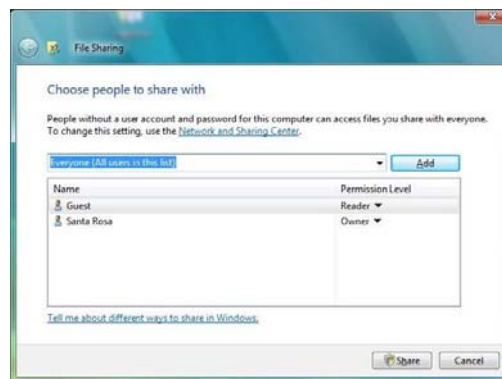 File Sharing
Choose people to share with
People without a user account and password for this computer can access files you share with everyone.
To change this setting, use the Network and Sharing Center.
Everyone (All users in this list)
Add
Name Permission Level
Guest Reader
Santa Rosa Owner
Tell me about different ways to share in Windows.
Share Cancel